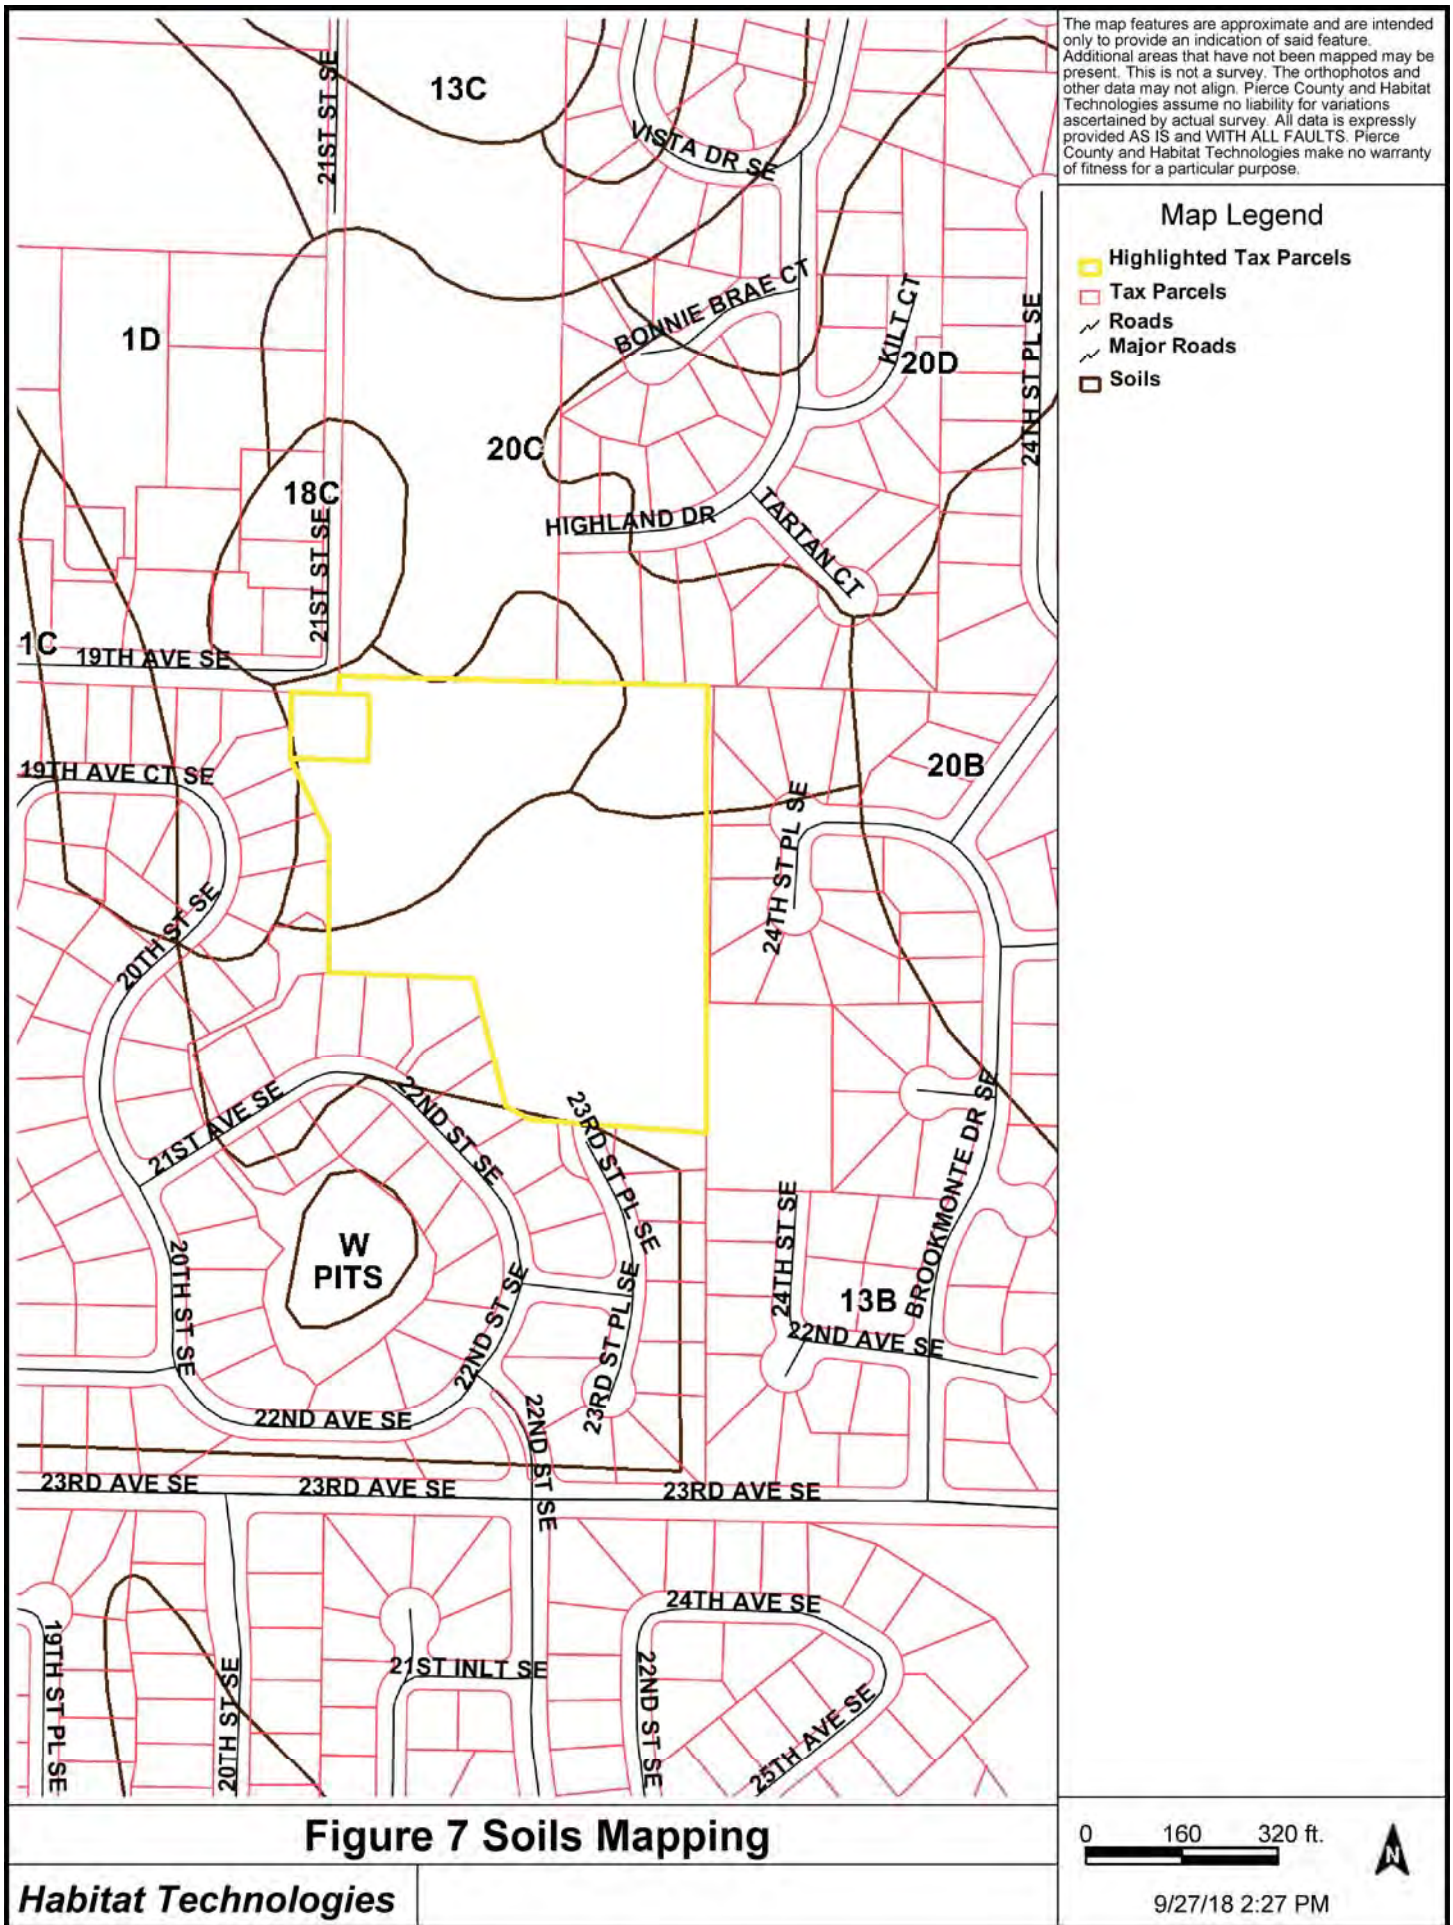 The map features are approximate and are intended
only to provide an indication of said feature.
Additional areas that have not been mapped may be
present. This is not a survey. The orthophotos and
other data may not align. Pierce County and Habitat
Technologies assume no liability for variations
ascertained by actual survey. All data is expressly
provided AS IS and WITH ALL FAULTS. Pierce
County and Habitat Technologies make no warranty
of fitness for a particular purpose.
Map Legend
Highlighted Tax Parcels
Tax Parcels
Roads
Major Roads
Soils
21ST ST SE
13C
VISTA DR SE
BONNIE BRAE CT
KILT CT
24TH ST PL SE
1D
20D
20C
18C
21ST ST SE
HIGHLAND DR
TARTAN CT
1C
19TH AVE SE
19TH AVE CT SE
20B
24TH ST PL SE
20TH ST SE
21ST AVE SE
22ND ST SE
23RD ST PL SE
BROOKMONTE DR SE
W
PITS
20TH ST SE
22ND ST SE
23RD ST PL SE
24TH ST SE
13B
22ND AVE SE
22ND AVE SE
22ND ST SE
23RD AVE SE
23RD AVE SE
23RD AVE SE
24TH AVE SE
19TH ST PL SE
20TH ST SE
21ST INLT SE
22ND ST SE
25TH AVE SE
Figure 7 Soils Mapping
Habitat Technologies
0 160 320 ft.
N
9/27/18 2:27 PM